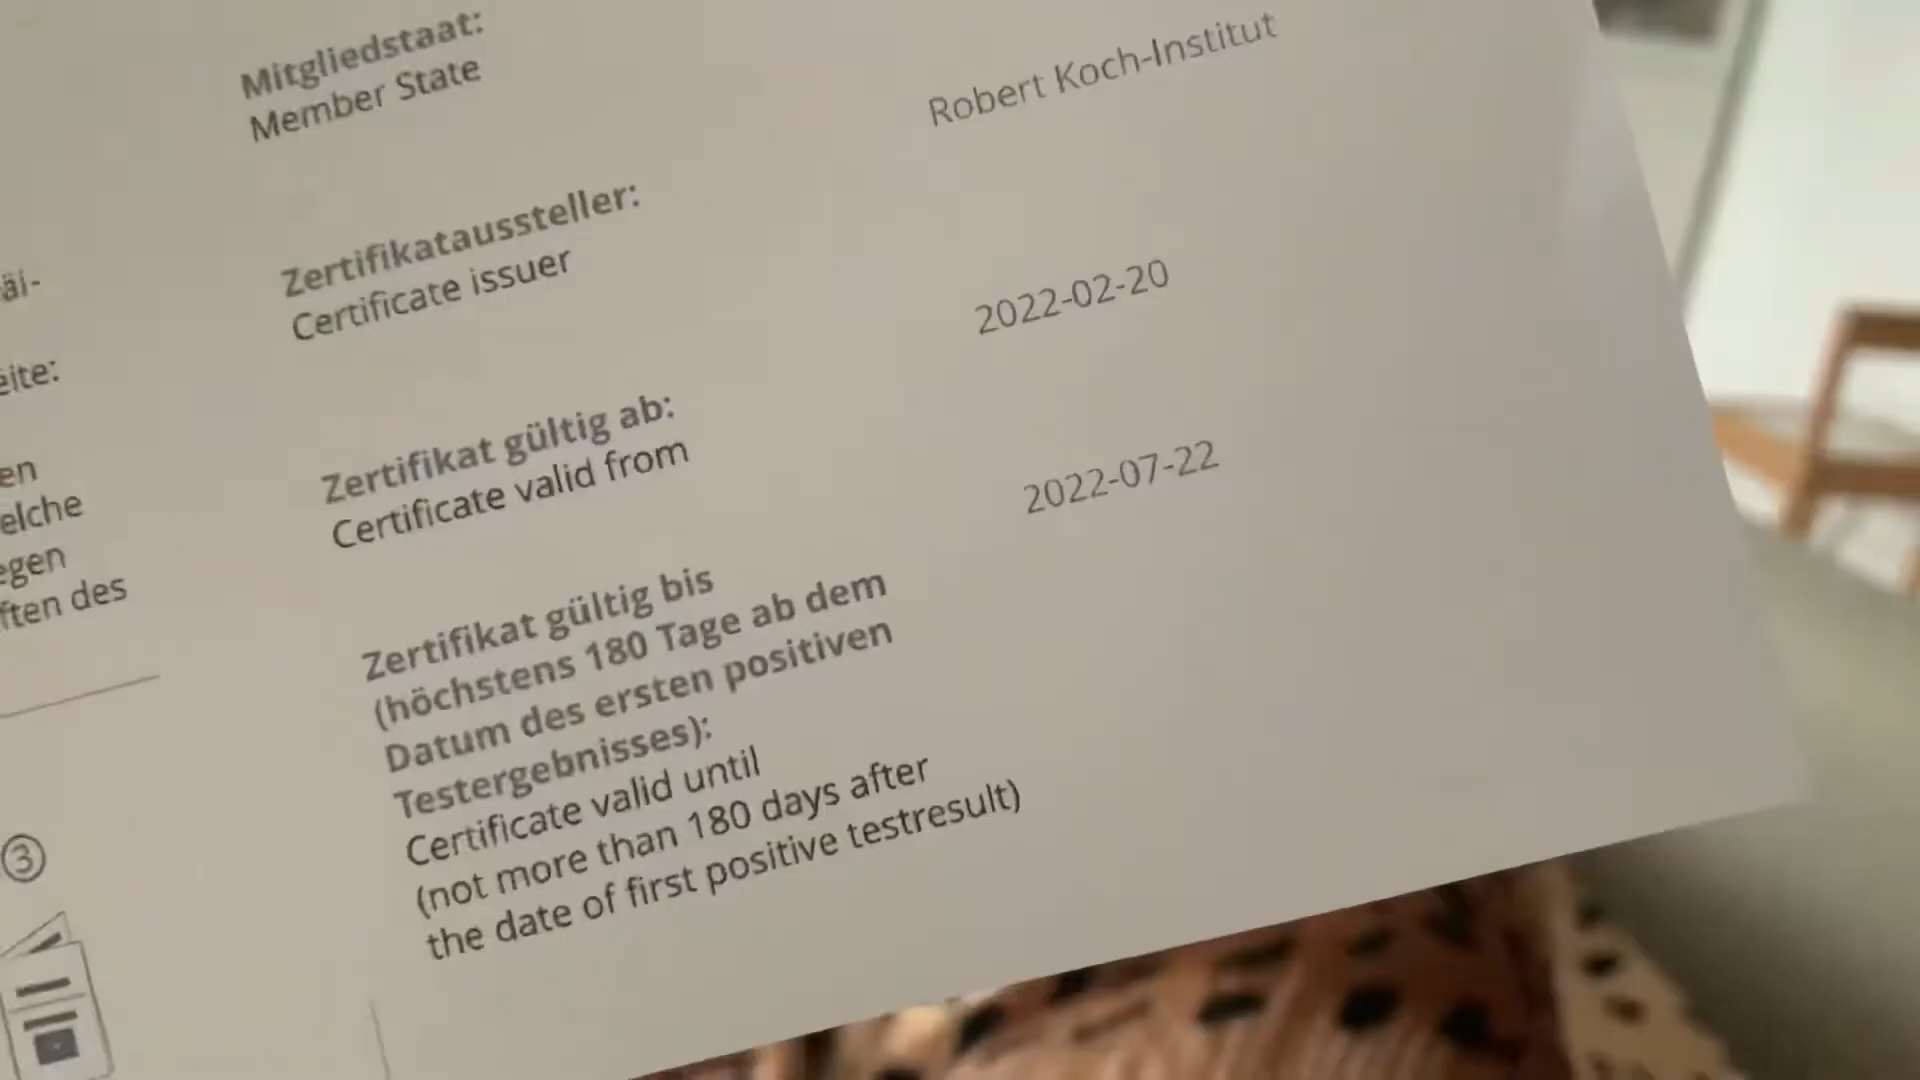 Mitgliedstaat:
Member State
Robert Koch-Institut
Zertifikataussteller:
Certificate issuer
2022-02-20
Zertifikat gültig ab:
Certificate valid from
2022-07-22
Zertifikat gültig bis
(höchstens 180 Tage ab dem
Datum des ersten positiven
Testergebnisses):
Certificate valid until
(not more than 180 days after
the date of first positive testresult)
äi-
eite:
en
elche
egen
ften des
3